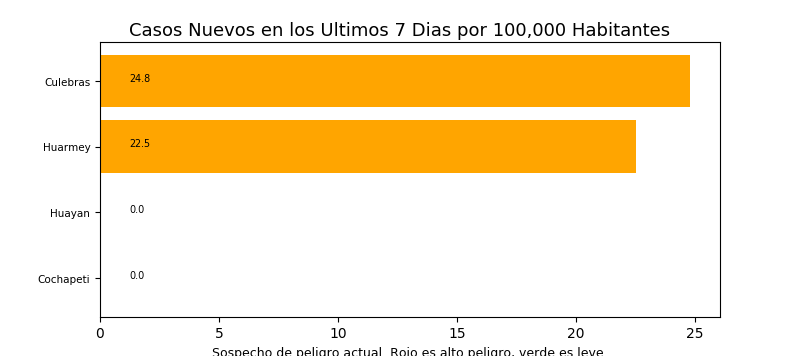 Casos Nuevos en los Ultimos 7 Dias por 100,000 Habitantes
Culebras
24.8
Huarmey
22.5
Huayan
0.0
Cochapeti
0.0
0 5 10 15 20 25
Sospecho de peligro actual. Rojo es alto peligro, verde es leve